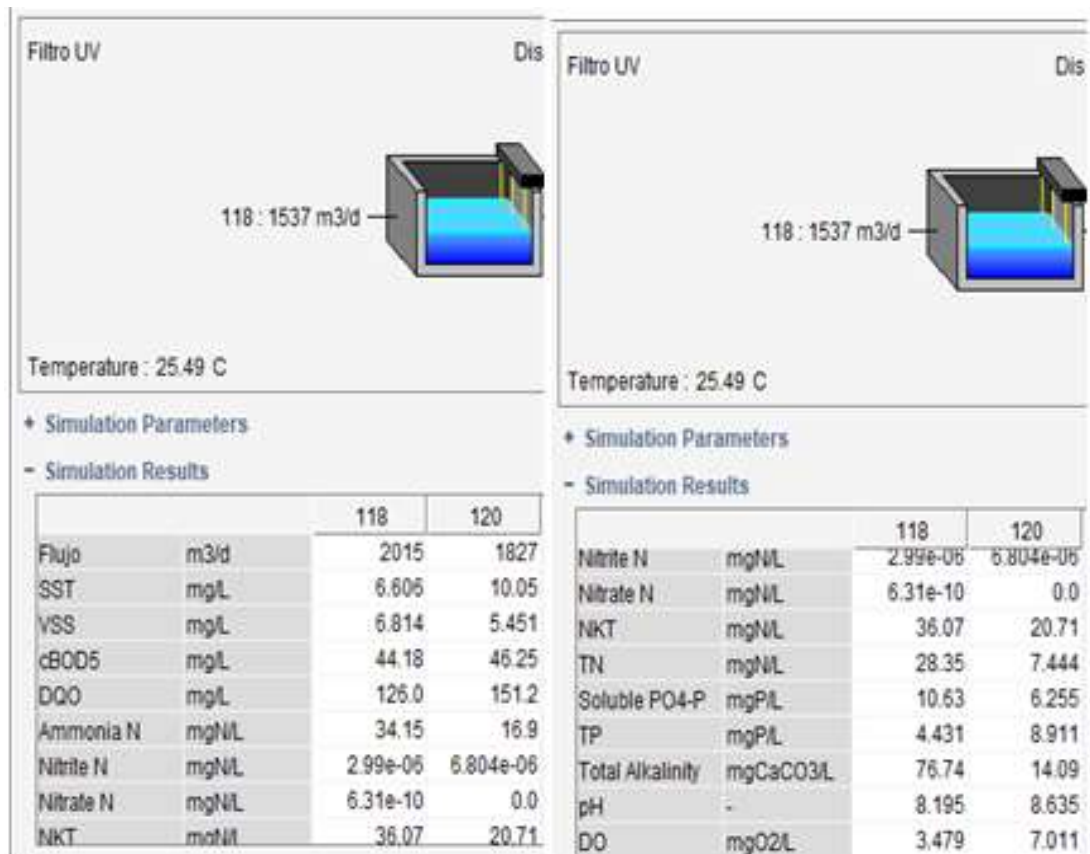 Filtro UV Dis
118 : 1537 m3/d
Temperature : 25.49 C
+ Simulation Parameters
- Simulation Results
118 120
Flujo m3/d 2015 1827
SST mg/L 6.606 10.05
VSS mg/L 6.814 5.451
cBOD5 mg/L 44.18 46.25
DQO mg/L 126.0 151.2
Ammonia N mgN/L 34.15 16.9
Nitrite N mgN/L 2.99e-06 6.804e-06
Nitrate N mgN/L 6.31e-10 0.0
NKT mgN/L 36.07 20.71
Filtro UV Dis
118 : 1537 m3/d
Temperature : 25.49 C
+ Simulation Parameters
- Simulation Results
118 120
Nitrite N mgN/L 2.99e-06 6.804e-06
Nitrate N mgN/L 6.31e-10 0.0
NKT mgN/L 36.07 20.71
TN mgN/L 28.35 7.444
Soluble PO4-P mgP/L 10.63 6.255
TP mgP/L 4.431 8.911
Total Alkalinity mgCaCO3/L 76.74 14.09
pH - 8.195 8.635
DO mgO2/L 3.479 7.011